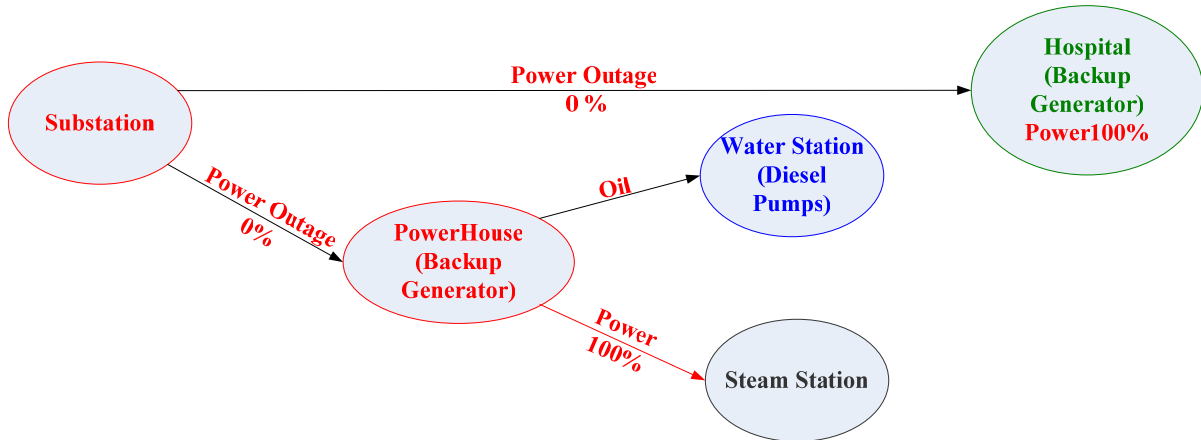 Substation
Power Outage
0 %
Hospital
(Backup
Generator)
Power100%
Power Outage
0%
PowerHouse
(Backup
Generator)
Oil
Water Station
(Diesel
Pumps)
Power
100%
Steam Station